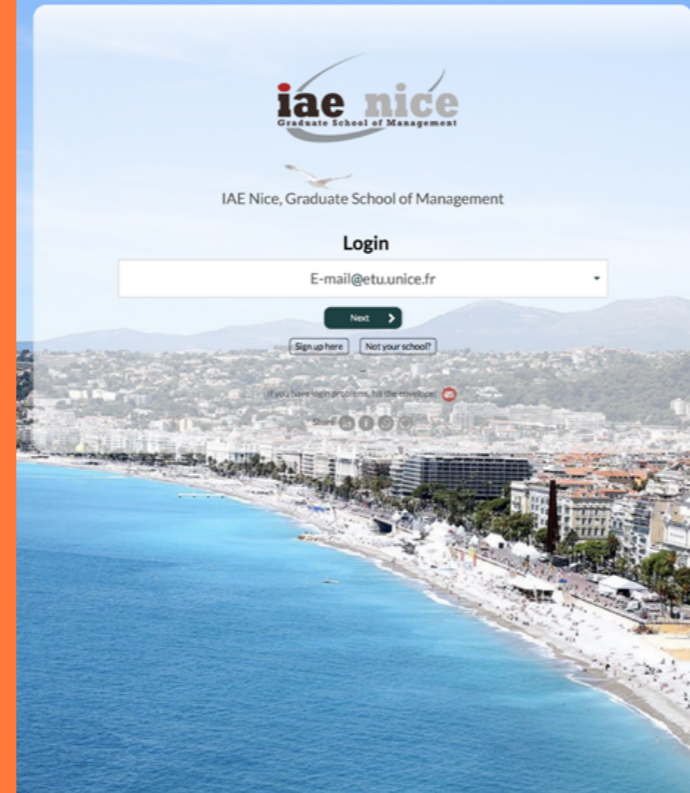 iae nice
Graduate School of Management
IAE Nice, Graduate School of Management
Login
E-mail@etu.unice.fr
Next
Sign up here Not your school?
If you have login problems, hit the envelope:
Share